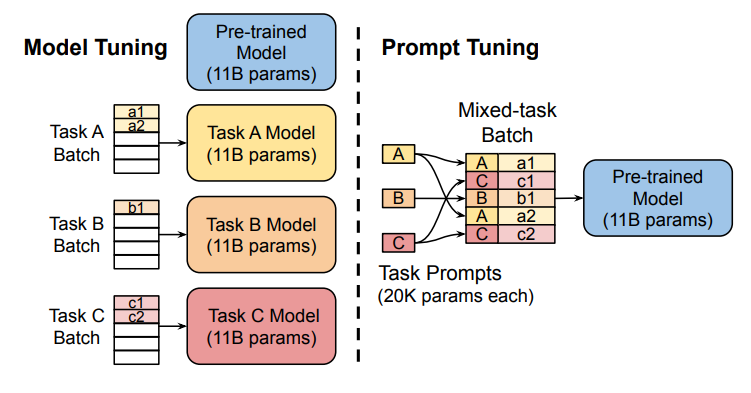 Model Tuning
Pre-trained
Model
(11B params)
a1
a2
Task A
Batch
Task A Model
(11B params)
b1
Task B
Batch
Task B Model
(11B params)
c1
c2
Task C
Batch
Task C Model
(11B params)
Prompt Tuning
Mixed-task
Batch
A
B
C
A a1
C c1
B b1
A a2
C c2
Task Prompts
(20K params each)
Pre-trained
Model
(11B params)